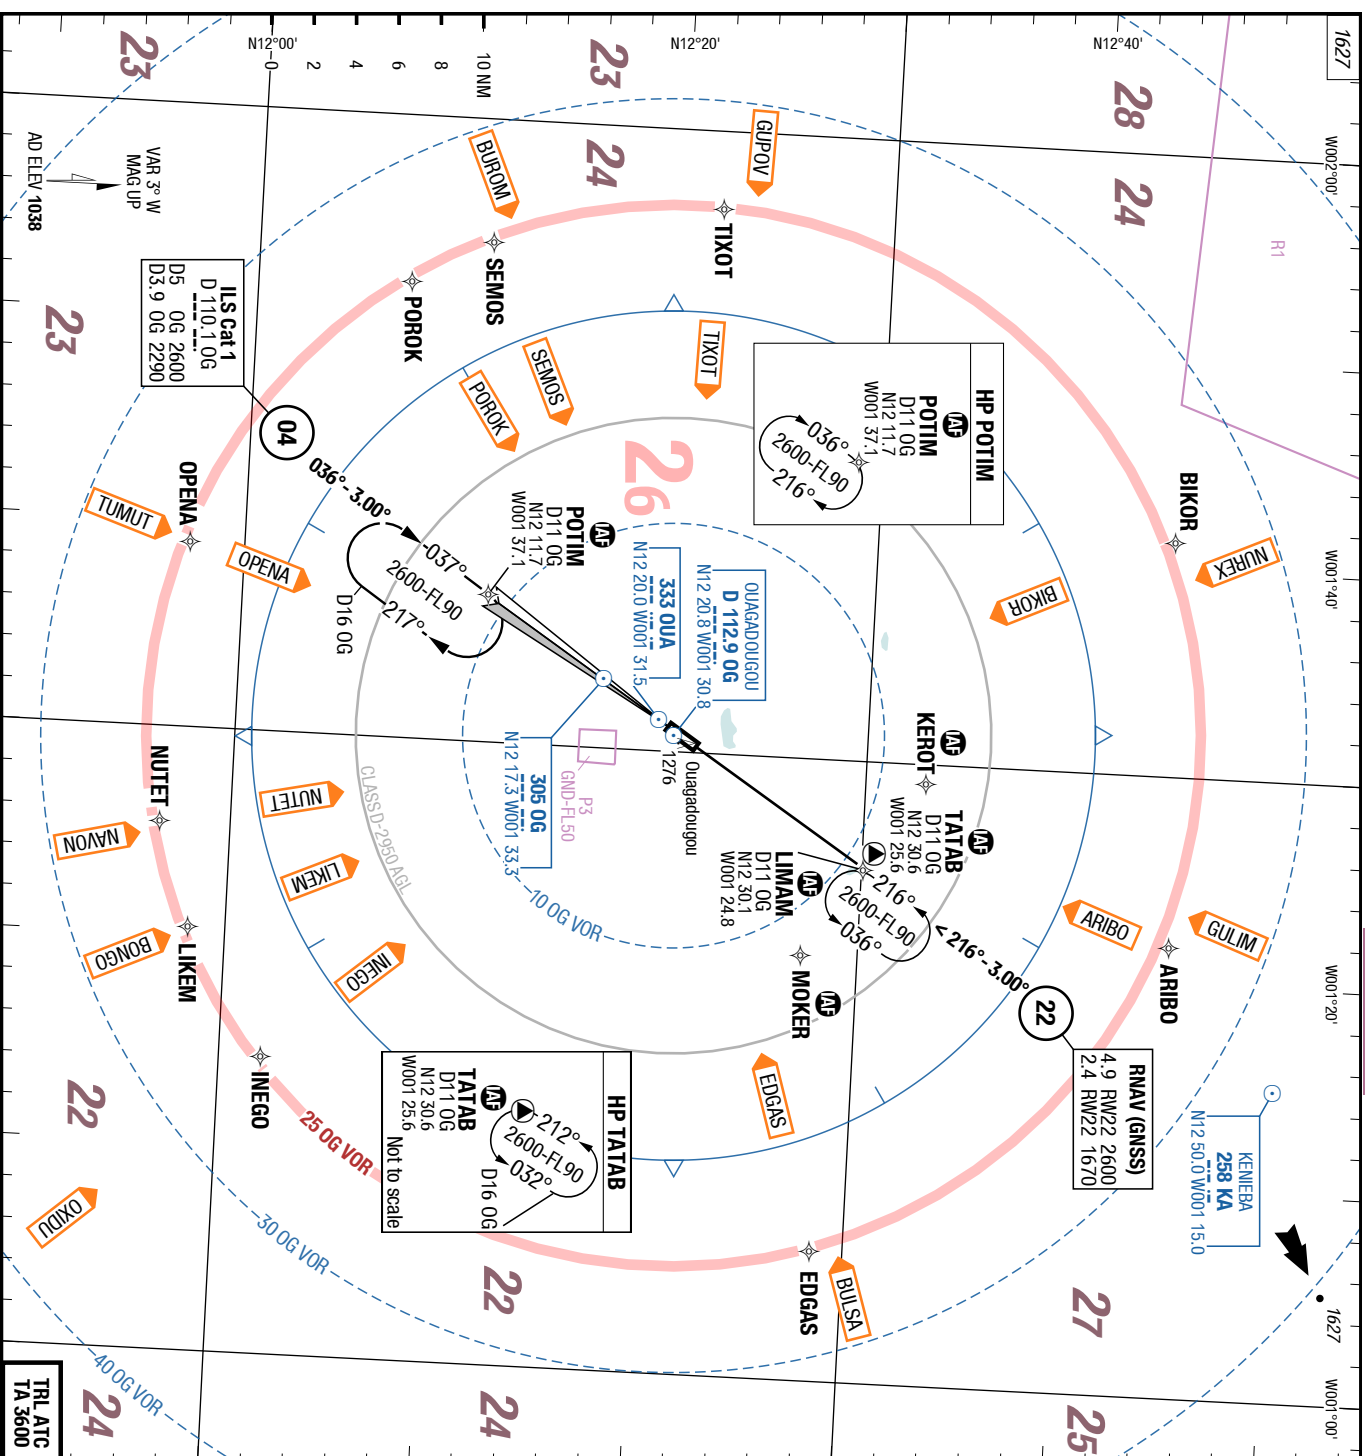 1627
N12°00'
N12°20'
N12°40'
0
2
4
6
8
10 NM
W002°00'
W001°40'
W001°20'
W001°00'
23
23
24
28
24
23
26
22
22
24
24
27
25
R1
VAR 3° W
MAG UP
AD ELEV 1038
GUPOV
BUROM
TIXOT
SEMOS
POROK
TIXOT
SEMOS
POROK
ILS Cat 1
D 110.1 OG
D5 OG 2600
D3.9 OG 2290
04
036° - 3.00°
HP POTIM
IAF
POTIM
D11 OG
N12 11.7
W001 37.1
036°
2600-FL90
216°
BIKOR
NUREX
BIKOR
OPENA
TUMUT
OPENA
IAF
POTIM
D11 OG
N12 11.7
W001 37.1
037°
2600-FL90
217°
D16 OG
OUAGADOUGOU
D 112.9 OG
N12 20.8 W001 30.8
333 OUA
N12 20.0 W001 31.5
305 OG
N12 17.3 W001 33.3
P3
GND-FL50
1276
Ouagadougou
CLASS D-2950 AGL
10 OG VOR
KEROT
IAF
TATAB
IAF
D11 OG
N12 30.6
W001 25.6
LIMAM
IAF
D11 OG
N12 30.1
W001 24.8
216°
2600-FL90
036°
MOKER
IAF
< 216° - 3.00°
22
RNAV (GNSS)
4.9 RW22 2600
2.4 RW22 1670
ARIBO
GULIM
ARIBO
KENIEBA
258 KA
N12 50.0 W001 15.0
1627
NUTET
NAVON
NUTET
LIKEM
BONGO
LIKEM
INEGO
INEGO
OXIDU
25 OG VOR
30 OG VOR
40 OG VOR
HP TATAB
IAF
TATAB
D11 OG
N12 30.6
W001 25.6
212°
2600-FL90
032°
D16 OG
Not to scale
EDGAS
EDGAS
BULSA
TRL ATC
TA 3600